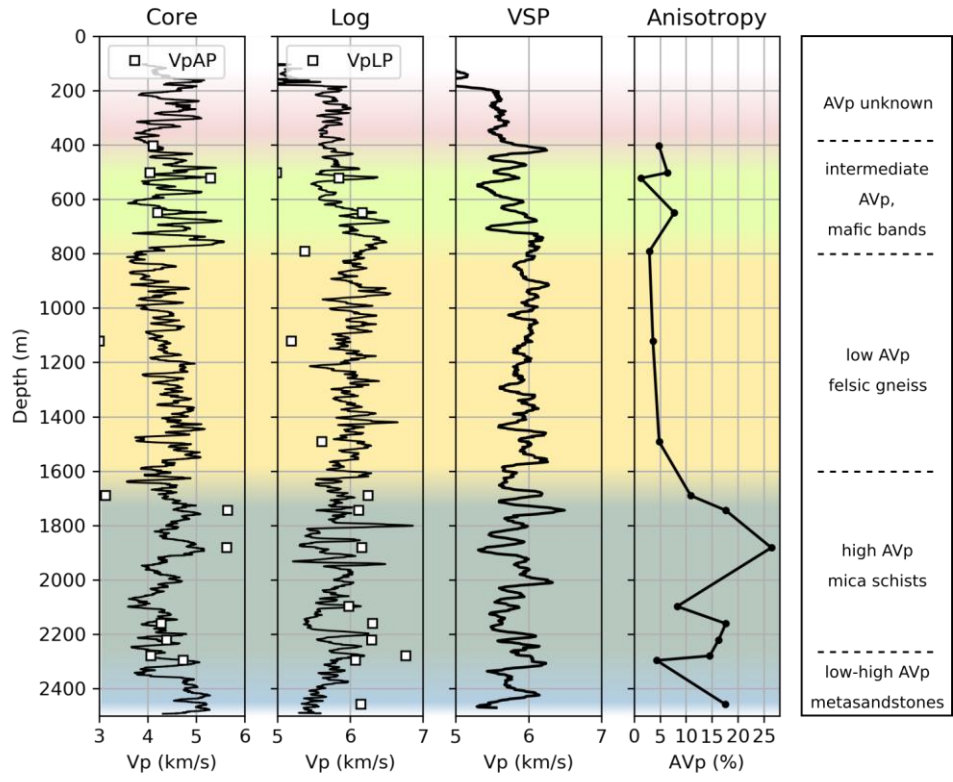 Core
Log
VSP
Anisotropy
VpAP
VpLP
0
200
400
600
800
1000
1200
1400
1600
1800
2000
2200
2400
Depth (m)
3 4 5 6
5 6 7
5 6 7
0 5 10 15 20 25
Vp (km/s)
Vp (km/s)
Vp (km/s)
AVp (%)
AVp unknown
intermediate
AVp,
mafic bands
low AVp
felsic gneiss
high AVp
mica schists
low-high AVp
metasandstones